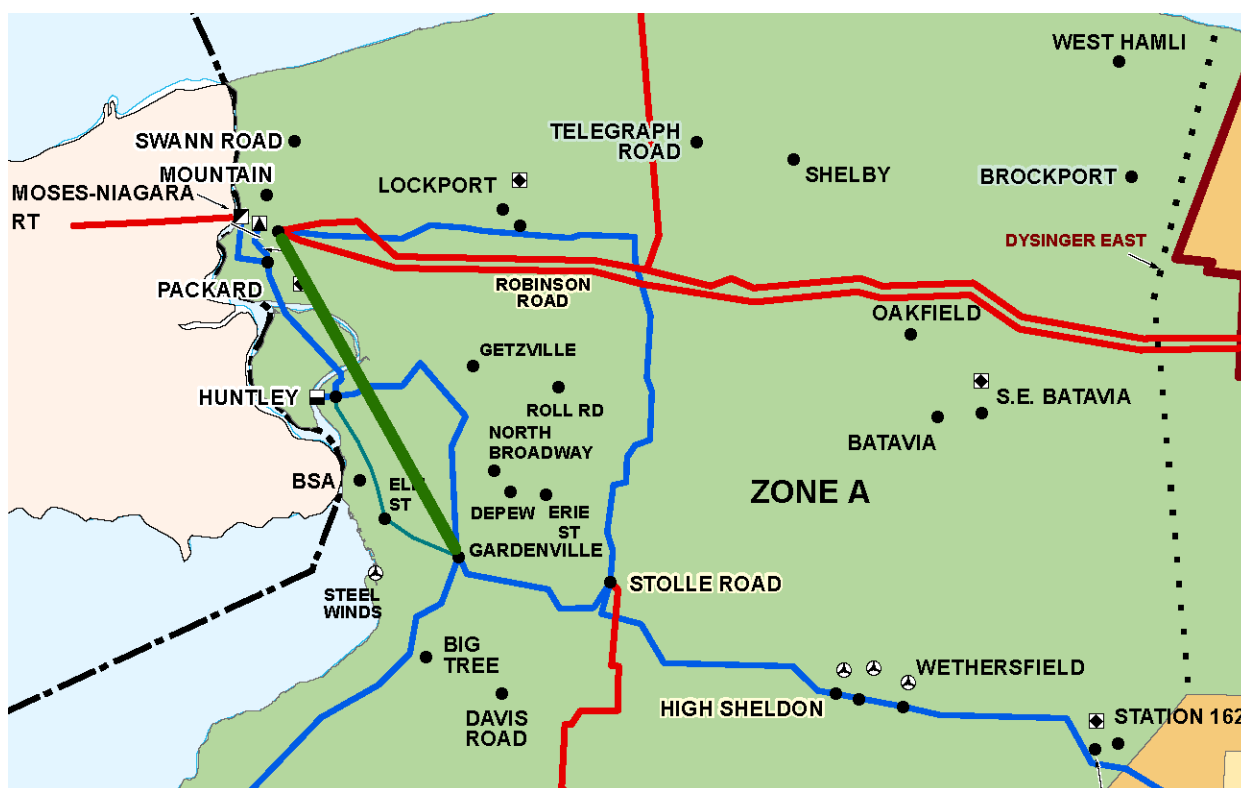 WEST HAMLI
SWANN ROAD
TELEGRAPH
ROAD
MOUNTAIN
SHELBY
LOCKPORT
BROCKPORT
MOSES-NIAGARA
RT
DYSINGER EAST
PACKARD
ROBINSON
ROAD
OAKFIELD
GETZVILLE
HUNTLEY
ROLL RD
S.E. BATAVIA
BATAVIA
NORTH
BROADWAY
BSA
ST
ZONE A
DEPEW
ERIE
ST
GARDENVILLE
STOLLE ROAD
STEEL
WINDS
BIG
TREE
WETHERSFIELD
HIGH SHELDON
DAVIS
ROAD
STATION 162